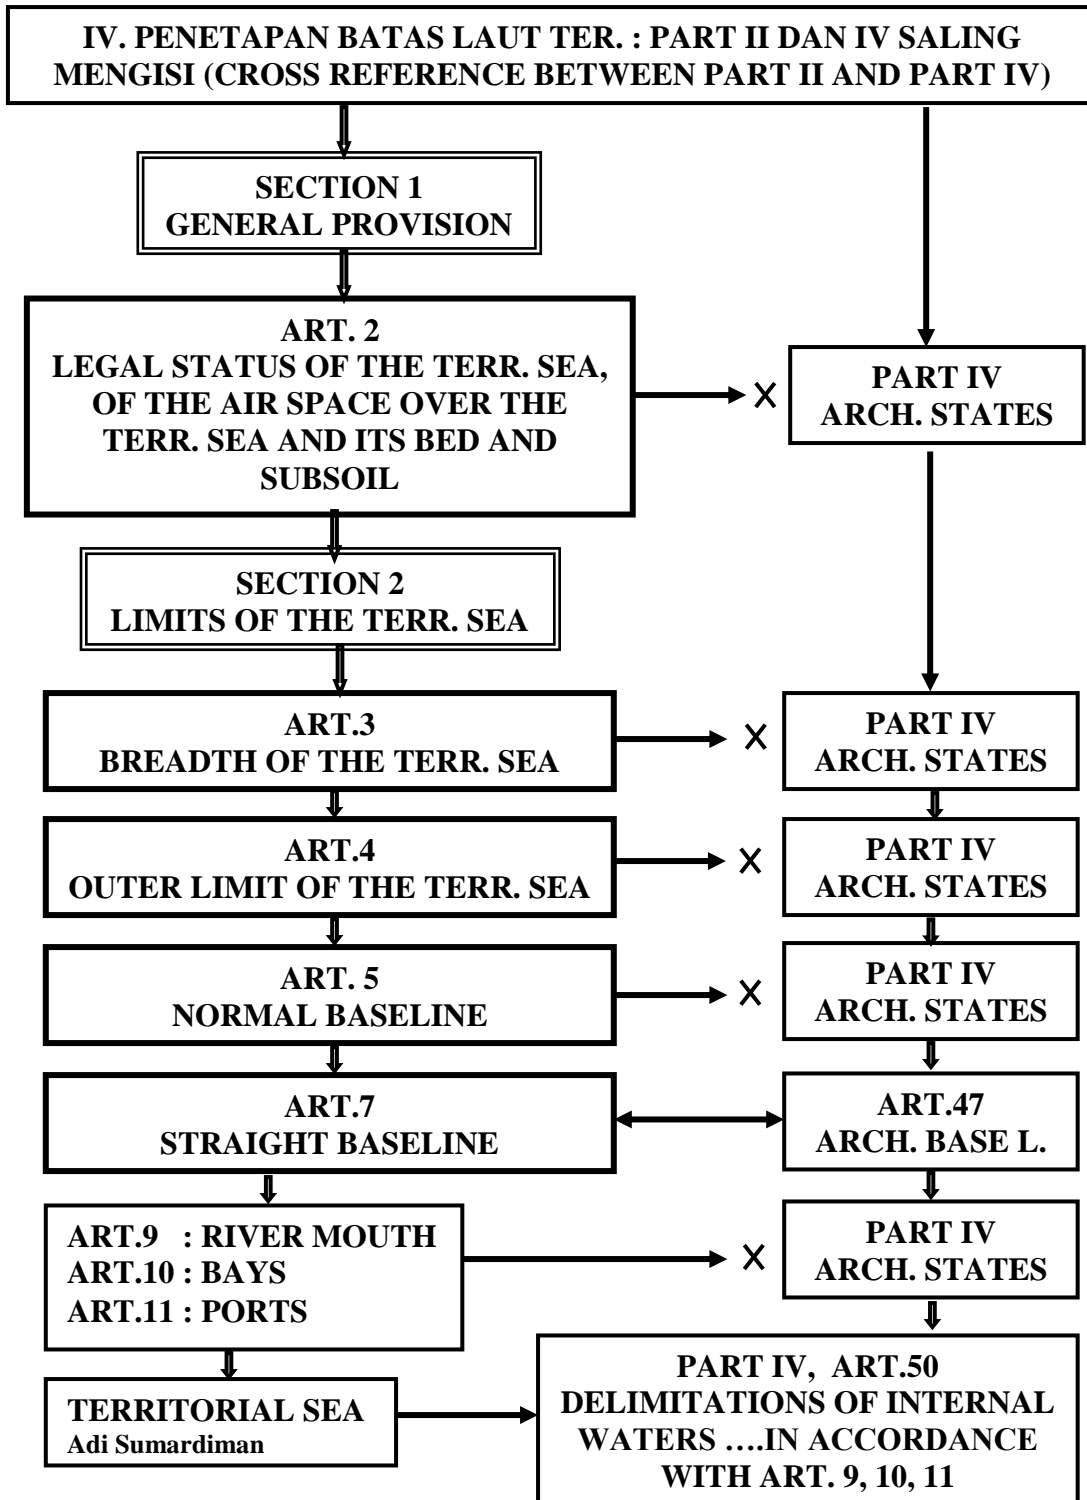 IV. PENETAPAN BATAS LAUT TER. : PART II DAN IV SALING
MENGISI (CROSS REFERENCE BETWEEN PART II AND PART IV)
SECTION 1
GENERAL PROVISION
ART. 2
LEGAL STATUS OF THE TERR. SEA,
OF THE AIR SPACE OVER THE
TERR. SEA AND ITS BED AND
SUBSOIL
PART IV
ARCH. STATES
SECTION 2
LIMITS OF THE TERR. SEA
ART.3
BREADTH OF THE TERR. SEA
PART IV
ARCH. STATES
ART.4
OUTER LIMIT OF THE TERR. SEA
PART IV
ARCH. STATES
ART. 5
NORMAL BASELINE
PART IV
ARCH. STATES
ART.7
STRAIGHT BASELINE
ART.47
ARCH. BASE L.
ART.9 : RIVER MOUTH
ART.10 : BAYS
ART.11 : PORTS
PART IV
ARCH. STATES
TERRITORIAL SEA
Adi Sumardiman
PART IV, ART.50
DELIMITATIONS OF INTERNAL
WATERS ....IN ACCORDANCE
WITH ART. 9, 10, 11